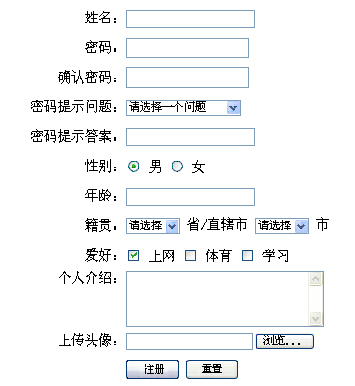 姓名：
密码：
确认密码：
密码提示问题： 请选择一个问题
密码提示答案：
性别： 男 女
年龄：
籍贯： 请选择 省/直辖市 请选择 市
爱好： 上网 体育 学习
个人介绍：
上传头像： 浏览...
注册 重置